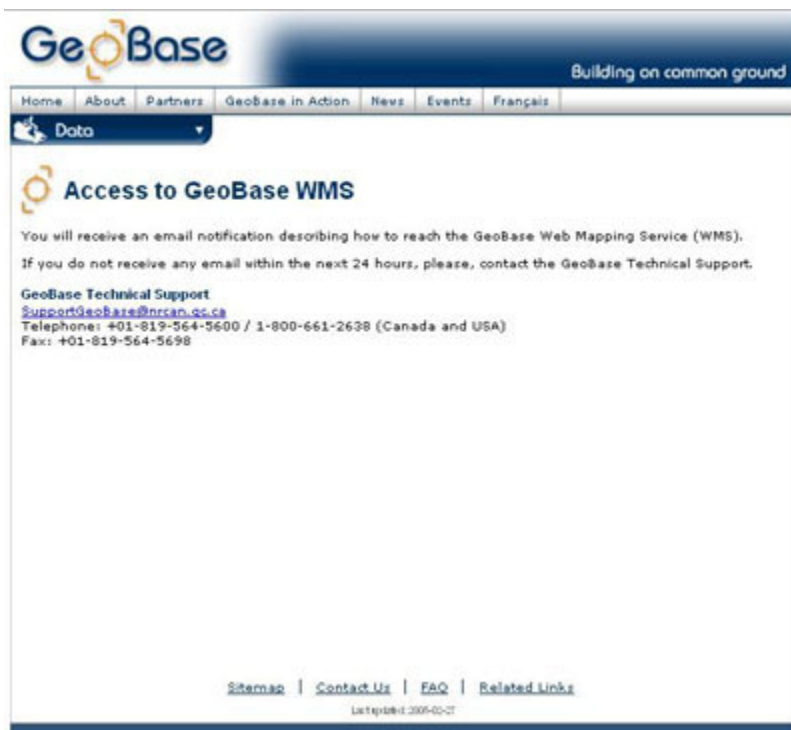 GeoBase
Building on common ground
Home About Partners GeoBase in Action News Events Français
Data
Access to GeoBase WMS
You will receive an email notification describing how to reach the GeoBase Web Mapping Service (WMS).
If you do not receive any email within the next 24 hours, please, contact the GeoBase Technical Support.
GeoBase Technical Support
SupportGeoBase@nrcan.gc.ca
Telephone: +01-819-564-5600 / 1-800-661-2638 (Canada and USA)
Fax: +01-819-564-5698
Sitemap | Contact Us | FAQ | Related Links
Last updated: